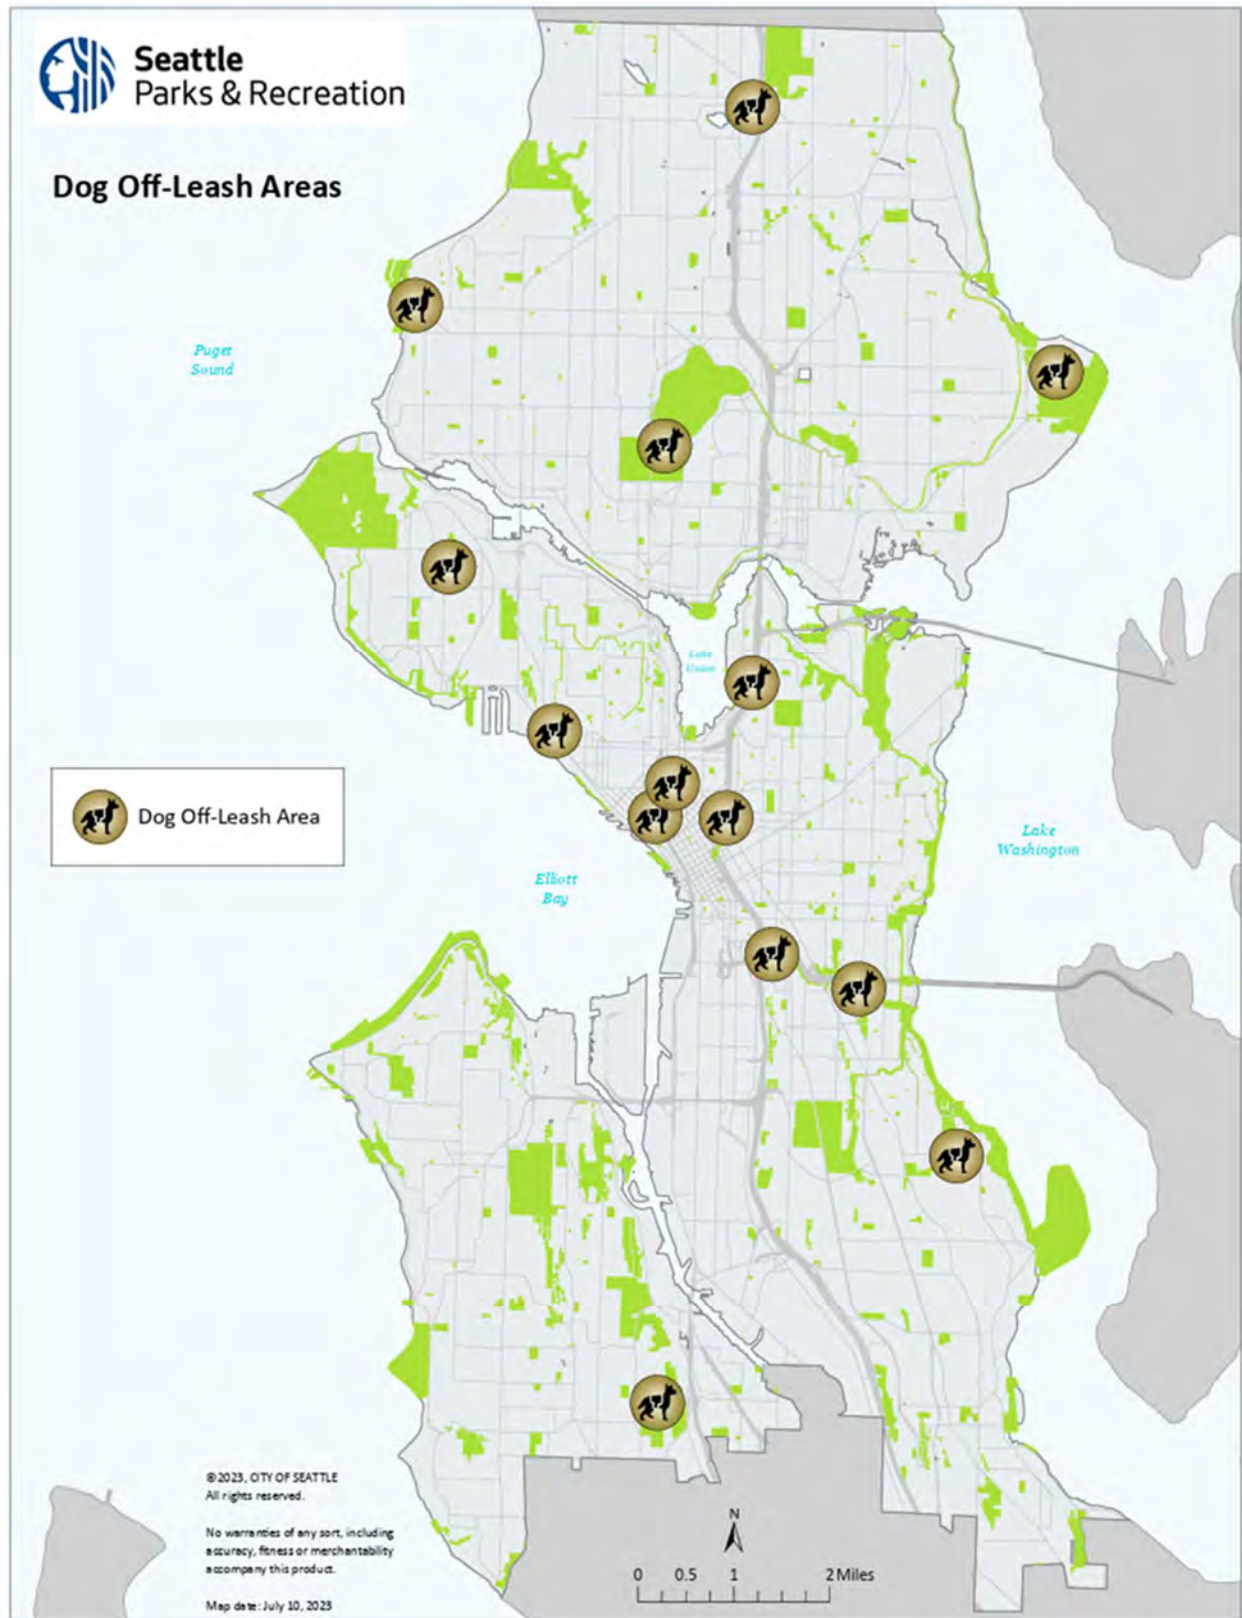 Seattle
Parks & Recreation
Dog Off-Leash Areas
Puget
Sound
Lake
Union
Dog Off-Leash Area
Lake
Washington
Elliott
Bay
©2023, CITY OF SEATTLE
All rights reserved.
No warranties of any sort, including
accuracy, fitness or merchantability
accompany this product.
Map date: July 10, 2023
N
0 0.5 1 2 Miles